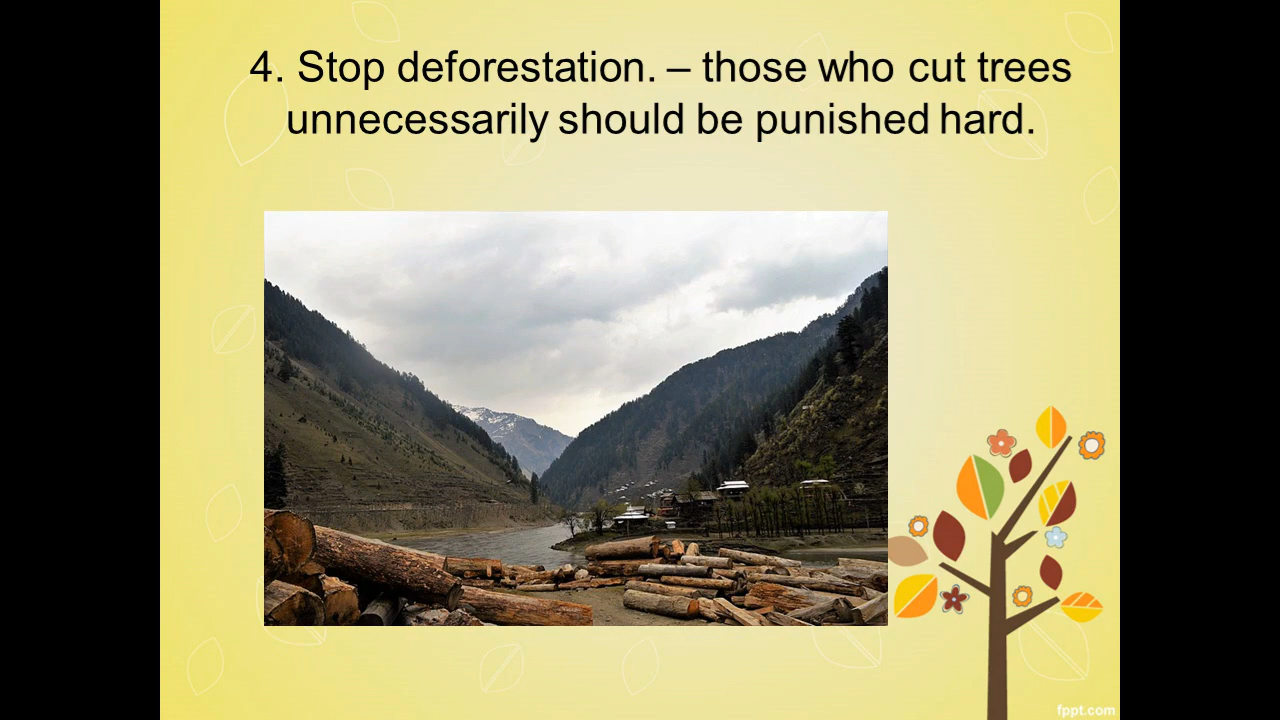 4. Stop deforestation. – those who cut trees
unnecessarily should be punished hard.
fppt.com